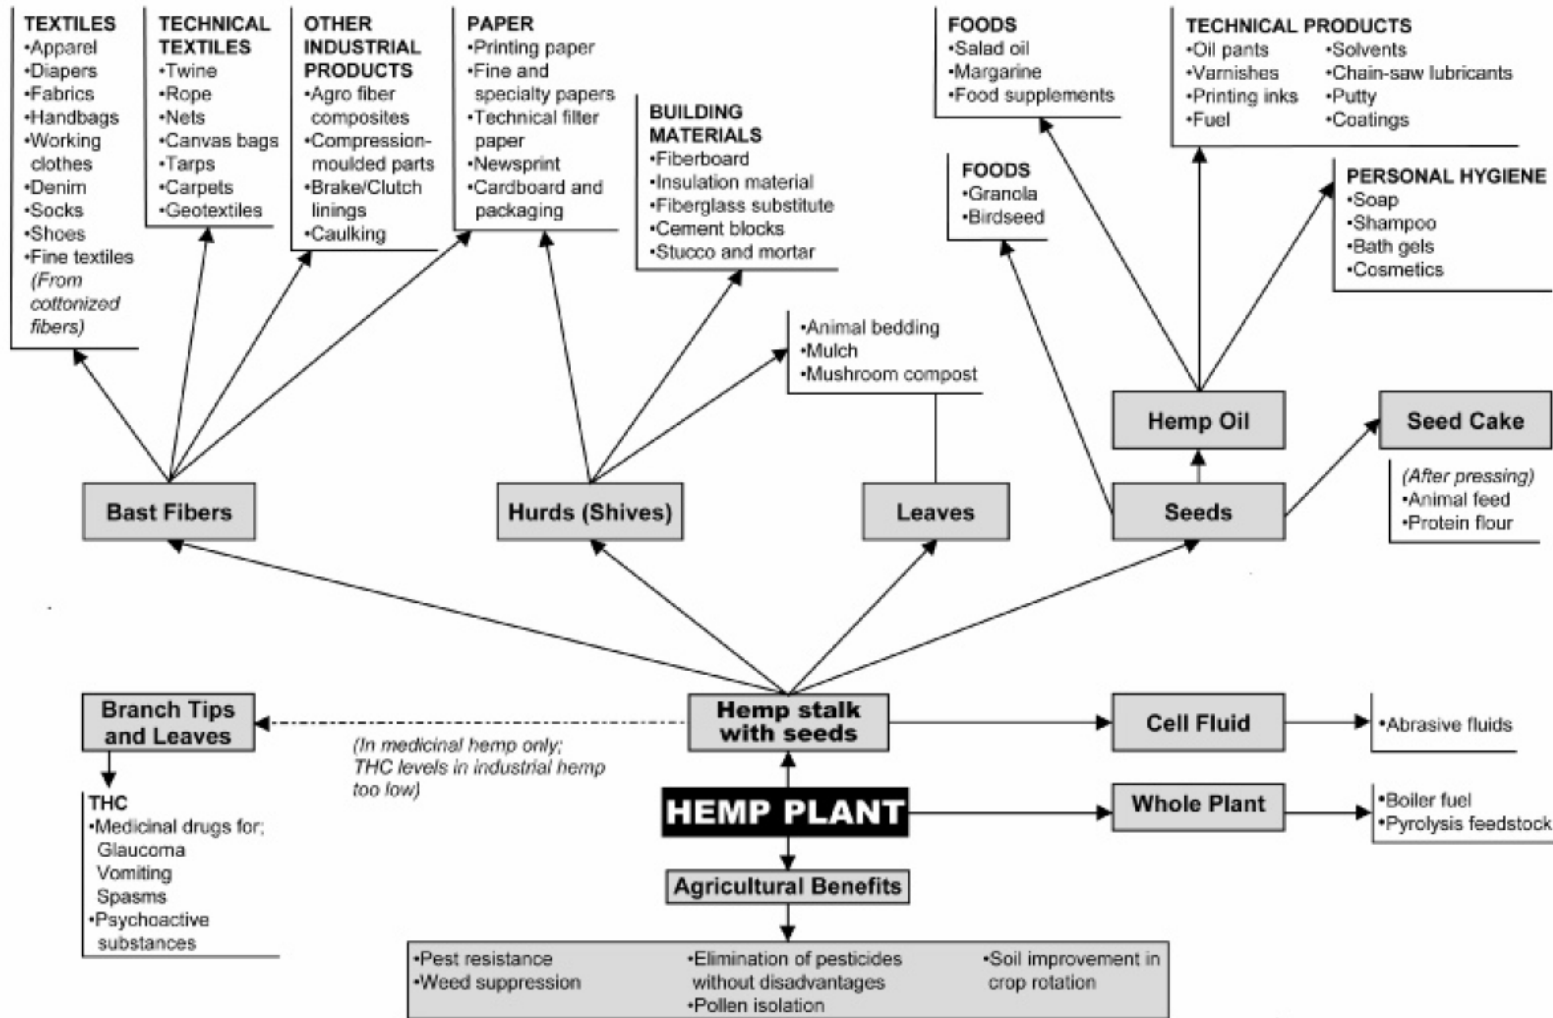 TEXTILES
•Apparel
•Diapers
•Fabrics
•Handbags
•Working
clothes
•Denim
•Socks
•Shoes
•Fine textiles
(From
cottonized
fibers)
TECHNICAL
TEXTILES
•Twine
•Rope
•Nets
•Canvas bags
•Tarps
•Carpets
•Geotextiles
OTHER
INDUSTRIAL
PRODUCTS
•Agro fiber
composites
•Compression-
moulded parts
•Brake/Clutch
linings
•Caulking
PAPER
•Printing paper
•Fine and
specialty papers
•Technical filter
paper
•Newsprint
•Cardboard and
packaging
BUILDING
MATERIALS
•Fiberboard
•Insulation material
•Fiberglass substitute
•Cement blocks
•Stucco and mortar
•Animal bedding
•Mulch
•Mushroom compost
FOODS
•Salad oil
•Margarine
•Food supplements
FOODS
•Granola
•Birdseed
TECHNICAL PRODUCTS
•Oil pants
•Varnishes
•Printing inks
•Fuel
•Solvents
•Chain-saw lubricants
•Putty
•Coatings
PERSONAL HYGIENE
•Soap
•Shampoo
•Bath gels
•Cosmetics
Hemp Oil
Seed Cake
(After pressing)
•Animal feed
•Protein flour
Bast Fibers
Hurds (Shives)
Leaves
Seeds
Branch Tips
and Leaves
(In medicinal hemp only;
THC levels in industrial hemp
too low)
Hemp stalk
with seeds
Cell Fluid
•Abrasive fluids
THC
•Medicinal drugs for;
Glaucoma
Vomiting
Spasms
•Psychoactive
substances
HEMP PLANT
Whole Plant
•Boiler fuel
•Pyrolysis feedstock
Agricultural Benefits
•Pest resistance
•Weed suppression
•Elimination of pesticides
without disadvantages
•Pollen isolation
•Soil improvement in
crop rotation